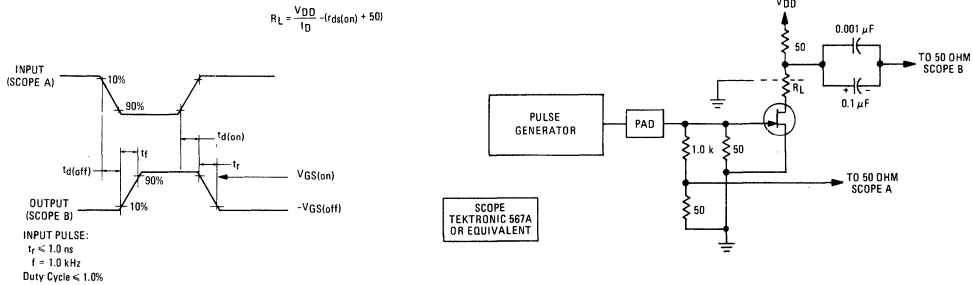 R_L = V_DD / I_D -(r_ds(on) + 50)
INPUT
(SCOPE A)
10%
90%
t_d(on)
t_f
t_r
t_d(off)
90%
V_GS(on)
OUTPUT
(SCOPE B)
10%
-V_GS(off)
INPUT PULSE:
t_r ≤ 1.0 ns
f = 1.0 kHz
Duty Cycle ≤ 1.0%
V_DD
50
0.001 µF
TO 50 OHM
SCOPE B
R_L
+ -
0.1 µF
PULSE
GENERATOR
PAD
1.0 k
50
TO 50 OHM
SCOPE A
50
SCOPE
TEKTRONIC 567A
OR EQUIVALENT